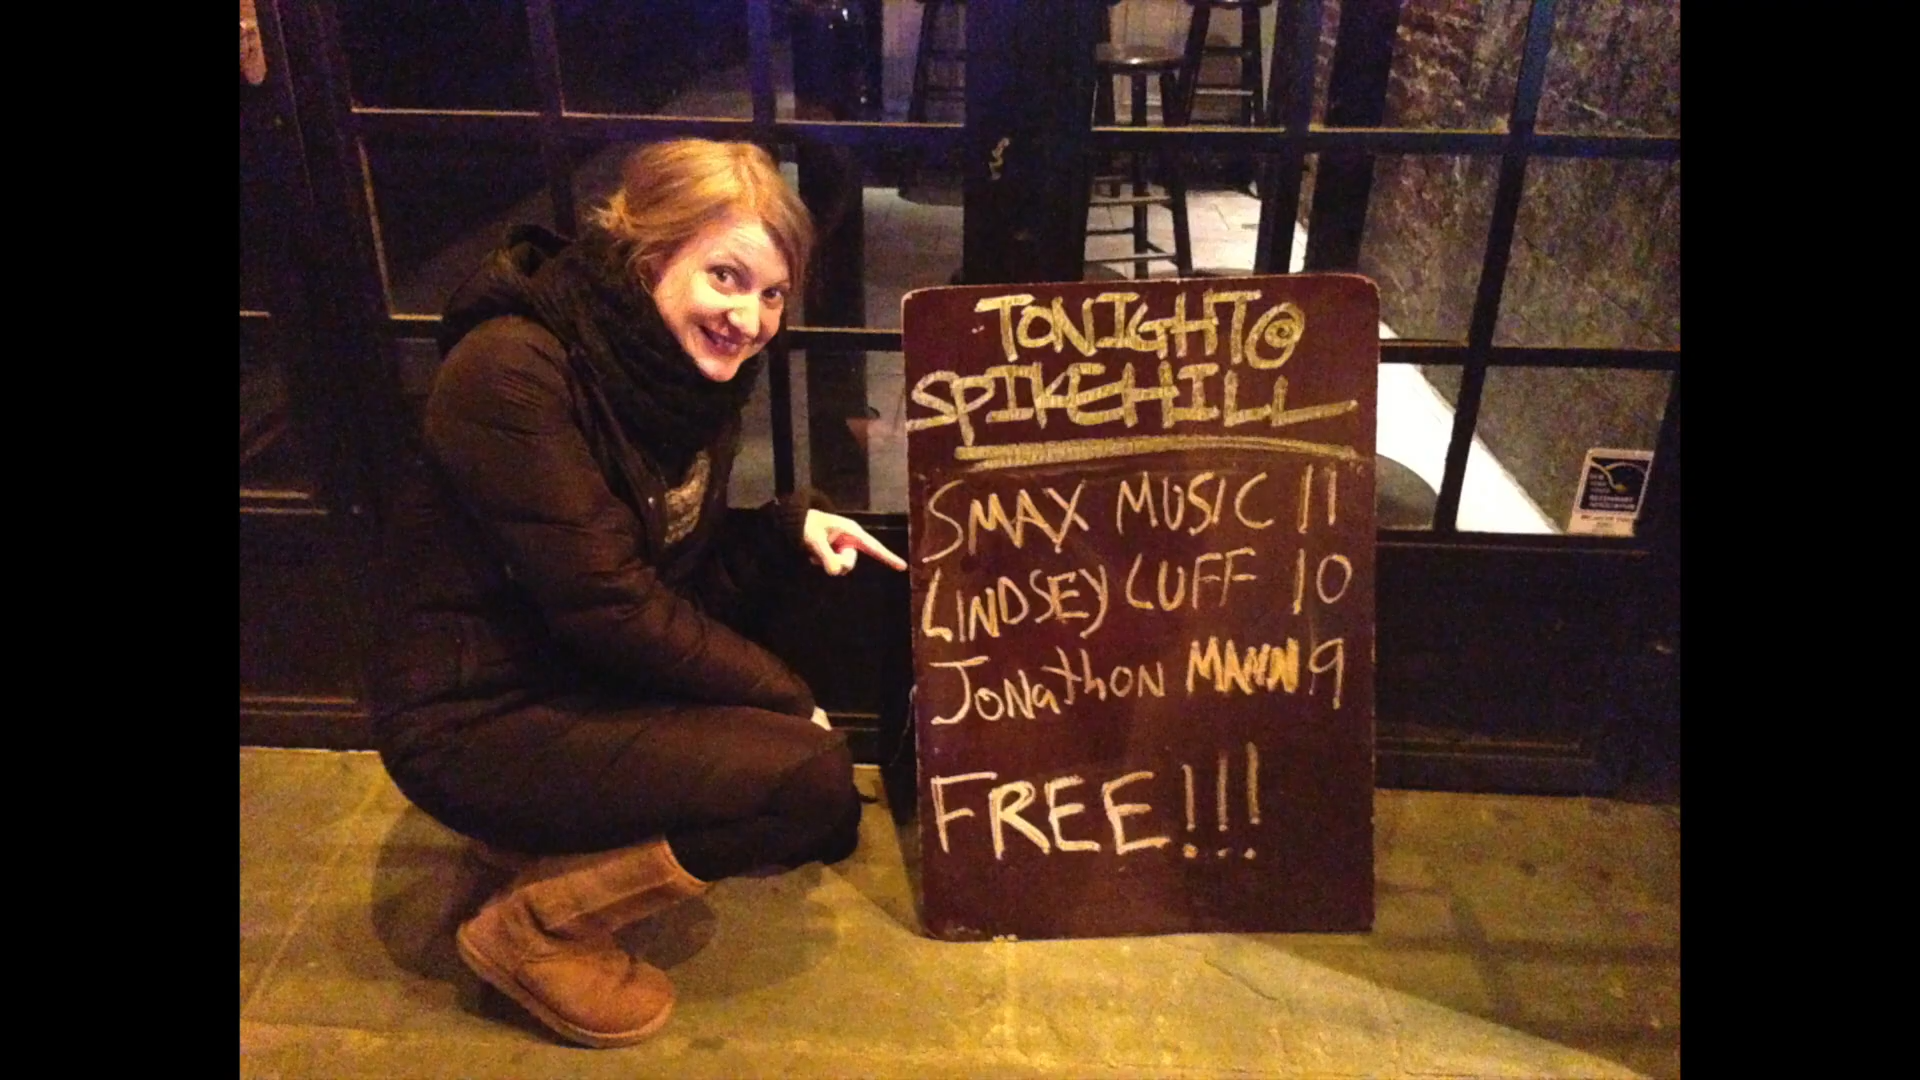 TONIGHT@
SPIKEHILL
SMAX MUSIC 11
LINDSEY CUFF 10
JONathON MANN 9
FREE!!!